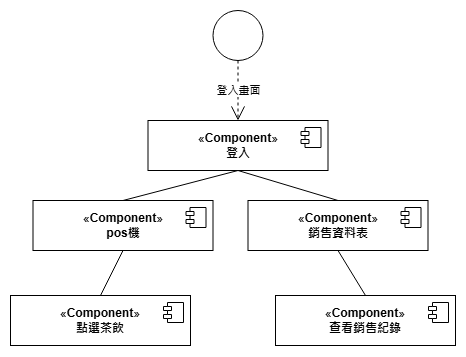 登入畫面
«Component»
登入
«Component»
pos機
«Component»
銷售資料表
«Component»
點選茶飲
«Component»
查看銷售紀錄